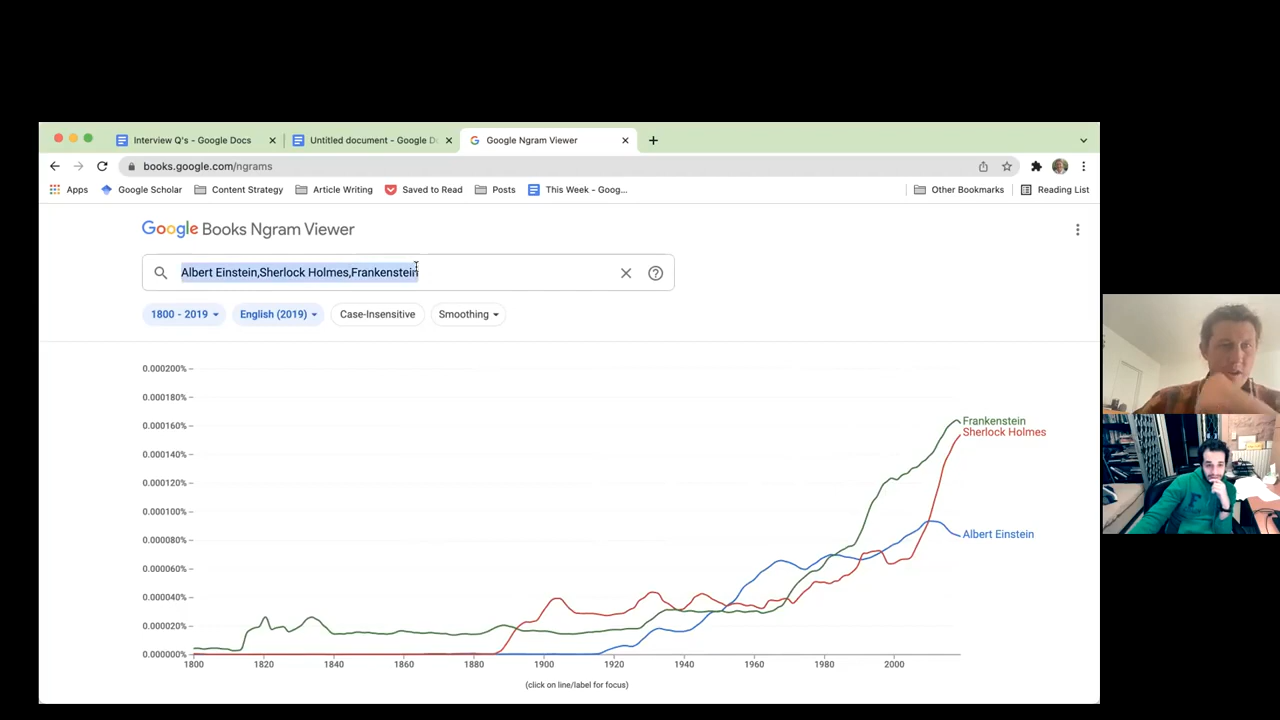 Interview Q's - Google Docs
Untitled document - Google Do
Google Ngram Viewer
books.google.com/ngrams
Apps
Google Scholar
Content Strategy
Article Writing
Saved to Read
Posts
This Week - Goog...
Other Bookmarks
Reading List
Google Books Ngram Viewer
Albert Einstein,Sherlock Holmes,Frankenstein
1800 - 2019
English (2019)
Case-Insensitive
Smoothing
0.000200%
0.000180%
0.000160%
0.000140%
0.000120%
0.000100%
0.000080%
0.000060%
0.000040%
0.000020%
0.000000%
Frankenstein
Sherlock Holmes
Albert Einstein
1800 1820 1840 1860 1880 1900 1920 1940 1960 1980 2000
(click on line/label for focus)